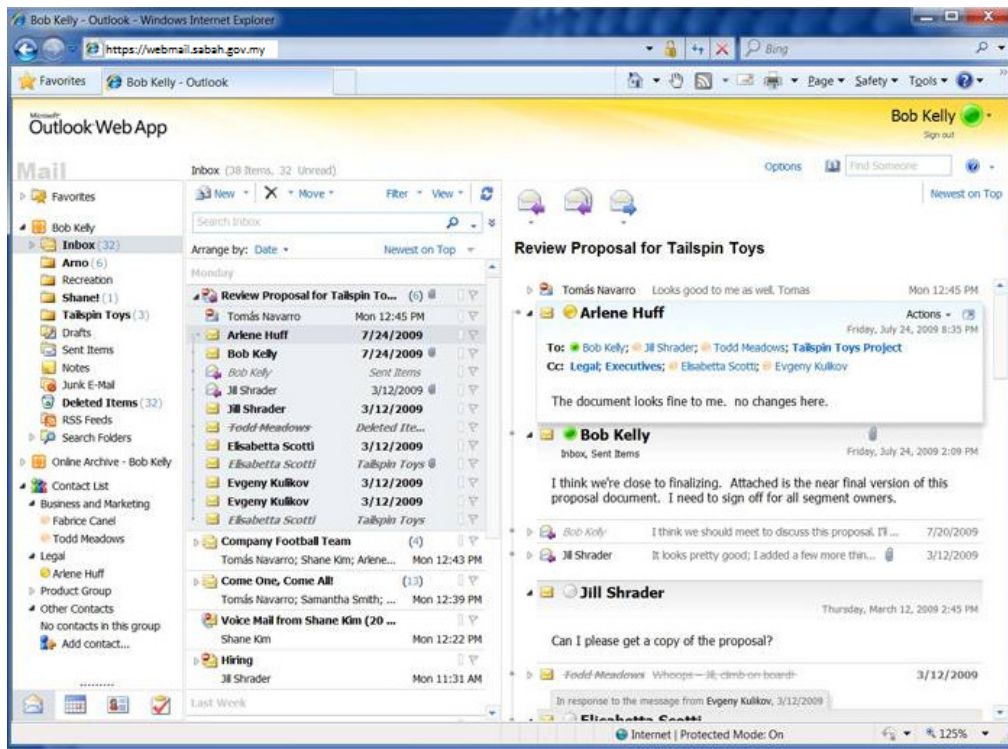 Bob Kelly - Outlook - Windows Internet Explorer
https://webmail.sabah.gov.my
Bing
Favorites
Bob Kelly - Outlook
Page Safety Tools
Microsoft
Outlook Web App
Bob Kelly
Sign out
Mail
Favorites
Bob Kelly
Inbox (32)
Arno (6)
Recreation
Shane! (1)
Tailspin Toys (3)
Drafts
Sent Items
Notes
Junk E-Mail
Deleted Items (32)
RSS Feeds
Search Folders
Online Archive - Bob Kelly
Contact List
Business and Marketing
Fabrice Canel
Todd Meadows
Legal
Arlene Huff
Product Group
Other Contacts
No contacts in this group
Add contact...
Inbox (38 Items, 32 Unread)
New Move Filter View
Search Inbox
Arrange by: Date Newest on Top
Monday
Review Proposal for Tailspin To... (6)
Tomás Navarro Mon 12:45 PM
Arlene Huff 7/24/2009
Bob Kelly 7/24/2009
Bob Kelly Sent Items
Jil Shrader 3/12/2009
Jil Shrader 3/12/2009
Todd Meadows Deleted Ite...
Elisabetta Scotti 3/12/2009
Elisabetta Scotti Tailspin Toys
Evgeny Kulikov 3/12/2009
Evgeny Kulikov 3/12/2009
Elisabetta Scotti Tailspin Toys
Company Football Team (4)
Tomás Navarro; Shane Kim; Arlene... Mon 12:43 PM
Come One, Come All! (13)
Tomás Navarro; Samantha Smith; ... Mon 12:39 PM
Voice Mail from Shane Kim (20 ...
Shane Kim Mon 12:22 PM
Hiring
Jil Shrader Mon 11:31 AM
Last Week
Options Find Someone
Newest on Top
Review Proposal for Tailspin Toys
Tomás Navarro Looks good to me as well, Tomas Mon 12:45 PM
Arlene Huff Actions
Friday, July 24, 2009 8:35 PM
To: Bob Kelly; Jil Shrader; Todd Meadows; Tailspin Toys Project
Cc: Legal; Executives; Elisabetta Scotti; Evgeny Kulikov
The document looks fine to me. no changes here.
Bob Kelly
Inbox, Sent Items Friday, July 24, 2009 2:09 PM
I think we're close to finalizing. Attached is the near final version of this
proposal document. I need to sign off for all segment owners.
Bob Kelly I think we should meet to discuss this proposal. I'll ... 7/20/2009
Jil Shrader It looks pretty good; I added a few more thin... 3/12/2009
Jill Shrader
Thursday, March 12, 2009 2:45 PM
Can I please get a copy of the proposal?
Todd Meadows Whoops – Jil, climb on board! 3/12/2009
In response to the message from Evgeny Kulikov, 3/12/2009
Elisabetta Scotti
Internet | Protected Mode: On 125%